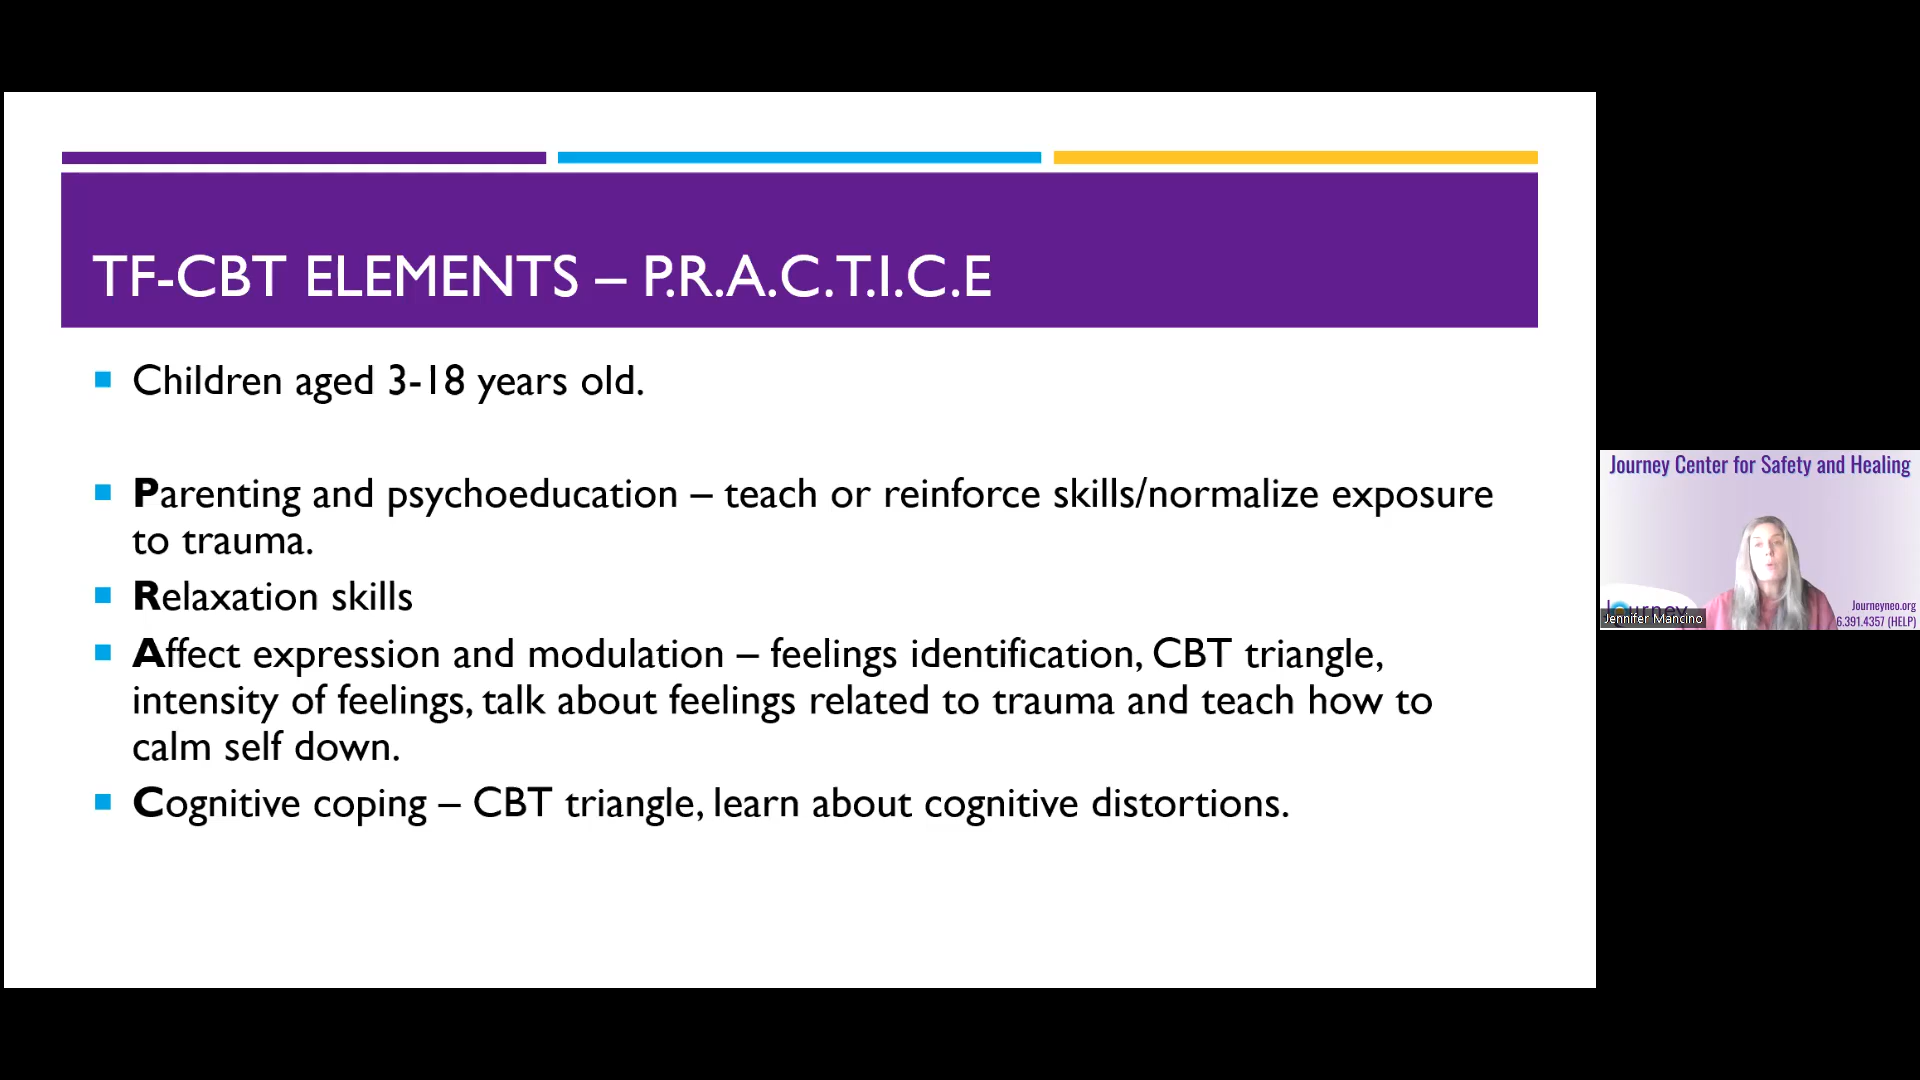 TF-CBT ELEMENTS – P.R.A.C.T.I.C.E
Children aged 3-18 years old.
Parenting and psychoeducation – teach or reinforce skills/normalize exposure
to trauma.
Relaxation skills
Affect expression and modulation – feelings identification, CBT triangle,
intensity of feelings, talk about feelings related to trauma and teach how to
calm self down.
Cognitive coping – CBT triangle, learn about cognitive distortions.
Journey Center for Safety and Healing
Journey
Jennifer Mancino
Journeyneo.org
6.391.4357 (HELP)